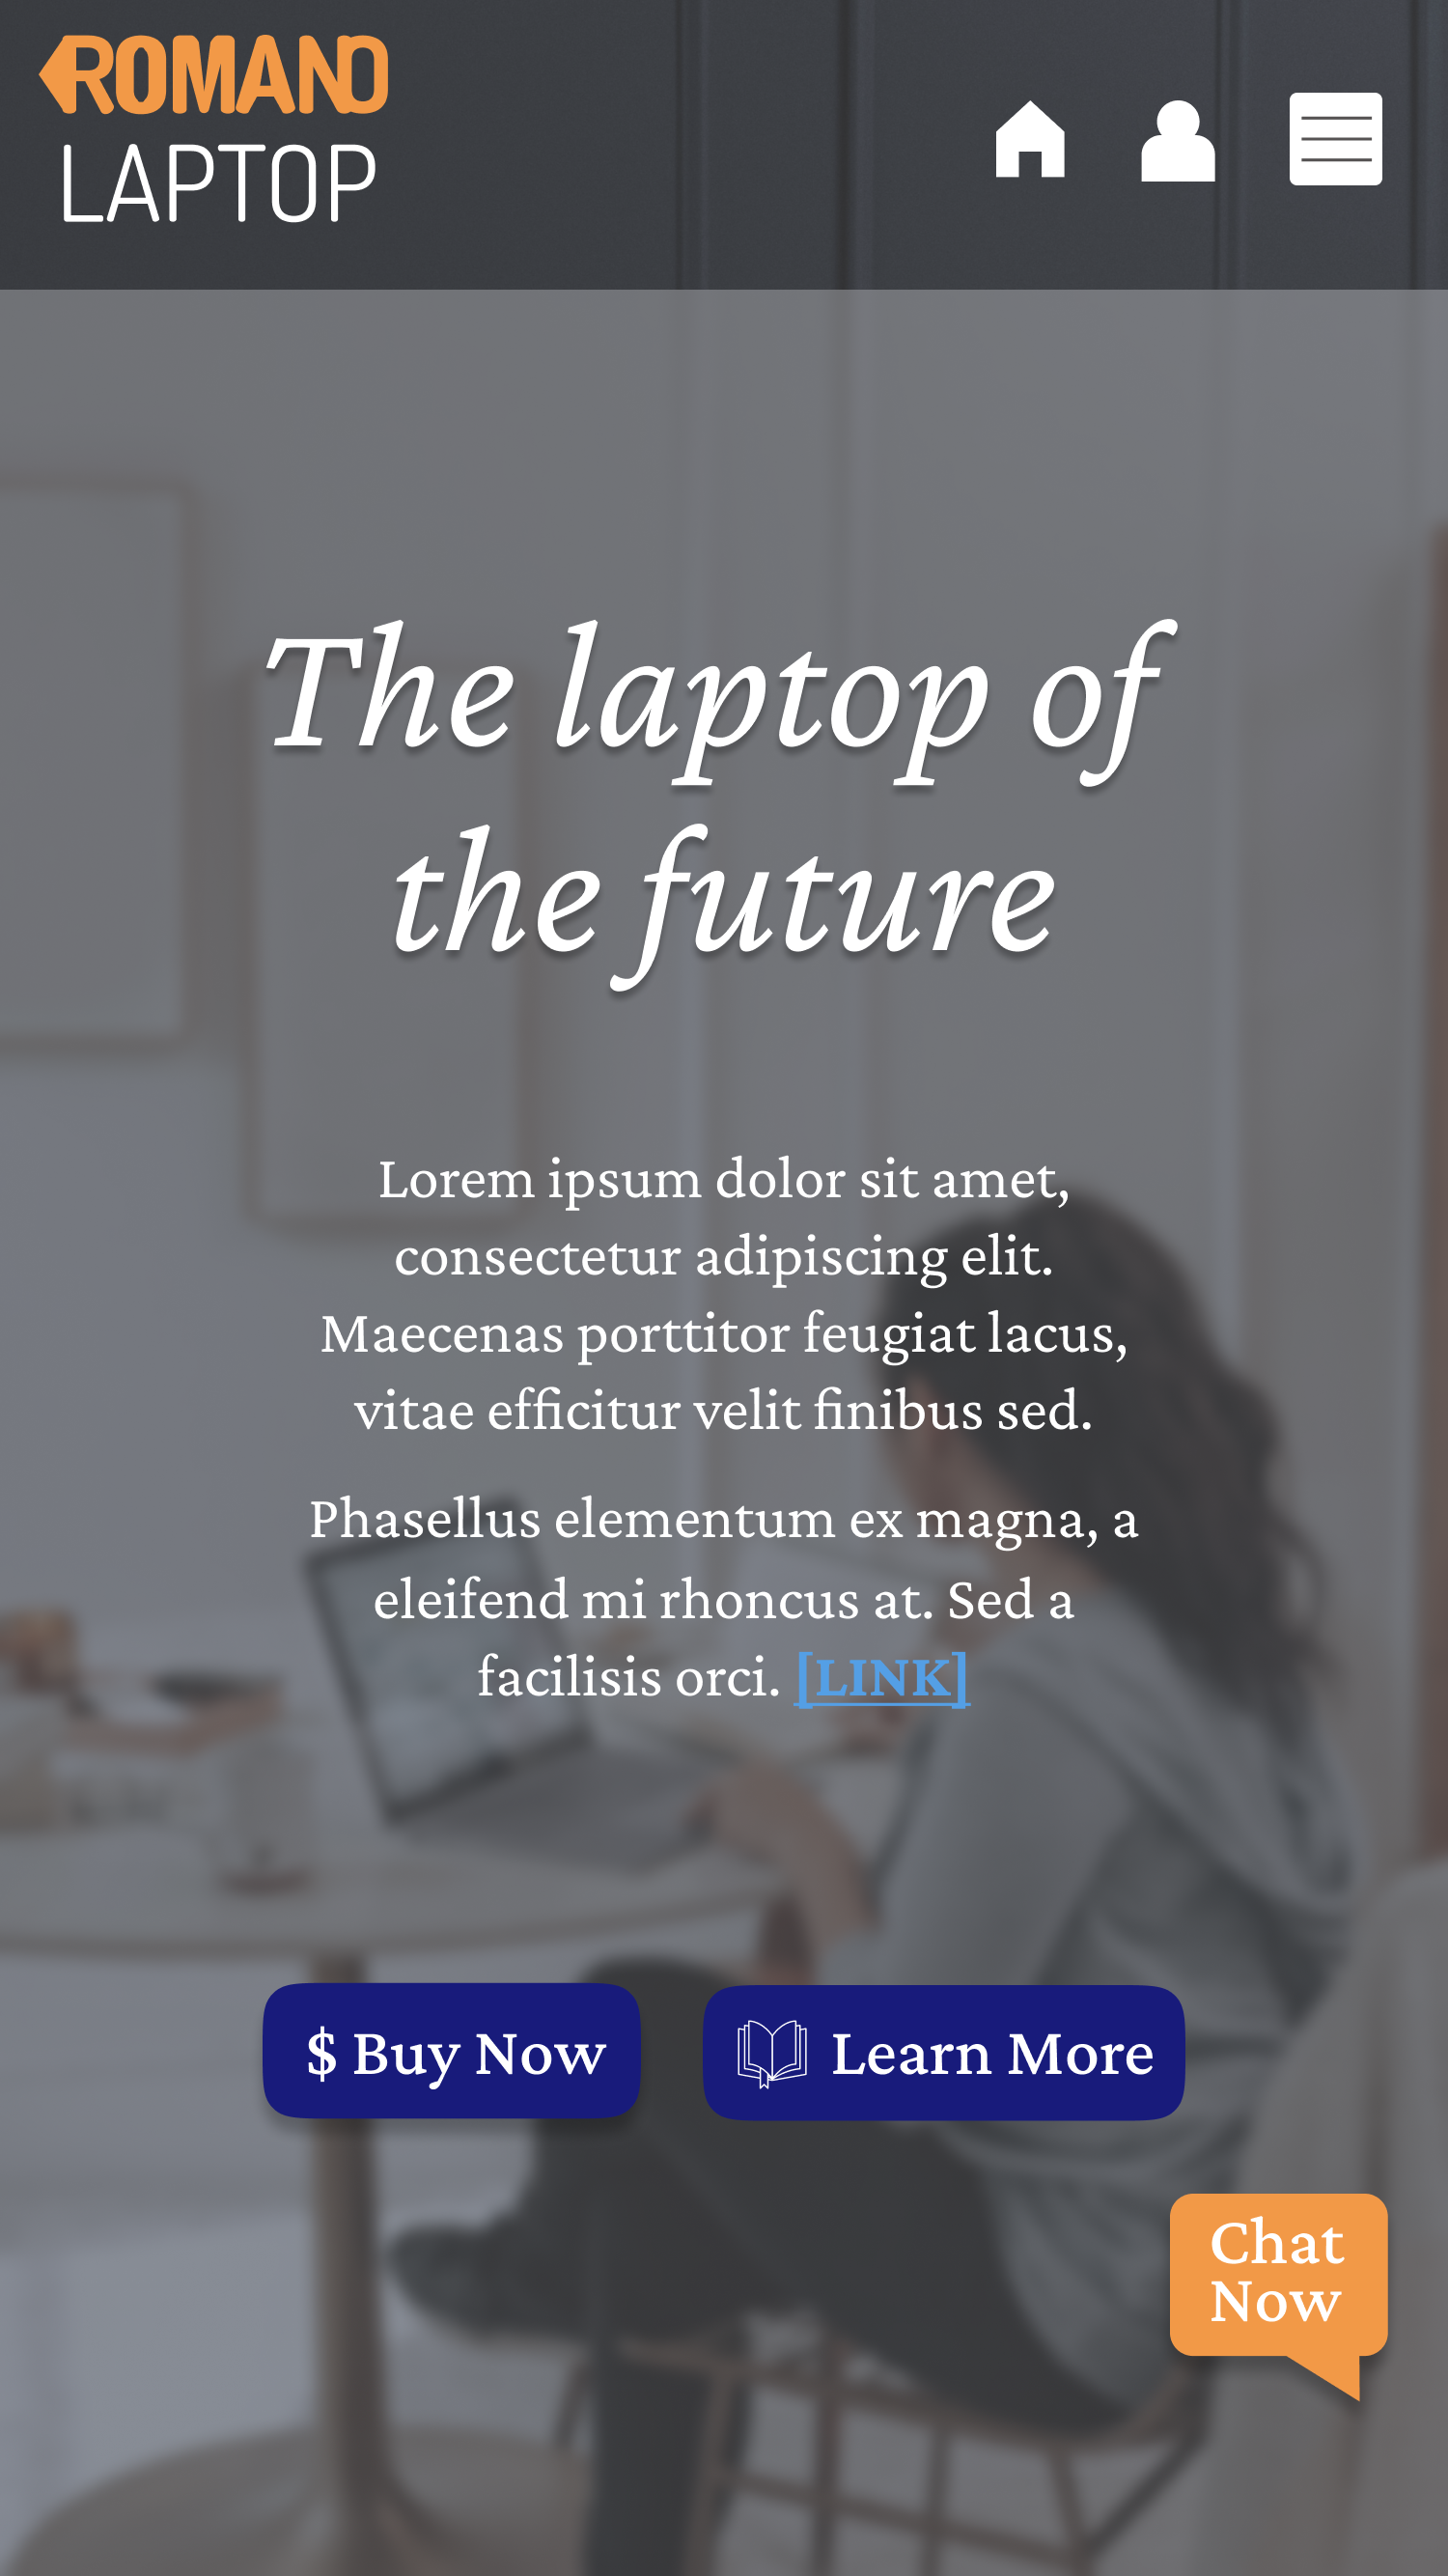 ROMANO
LAPTOP
The laptop of
the future
Lorem ipsum dolor sit amet,
consectetur adipiscing elit.
Maecenas porttitor feugiat lacus,
vitae efficitur velit finibus sed.
Phasellus elementum ex magna, a
eleifend mi rhoncus at. Sed a
facilisis orci. [LINK]
$ Buy Now
Learn More
Chat
Now